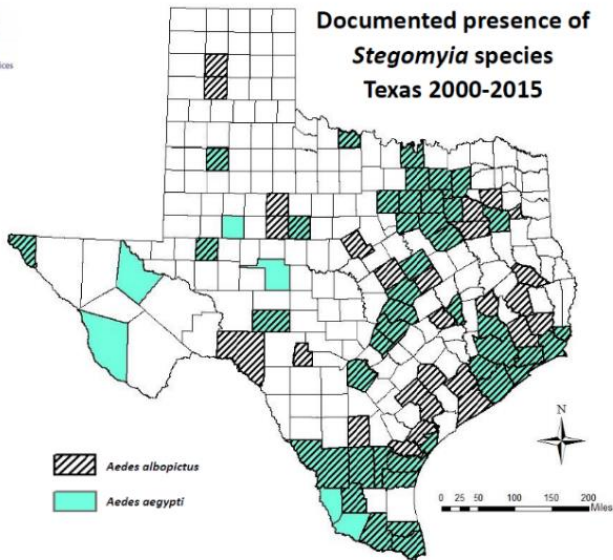 Documented presence of
Stegomyia species
Texas 2000-2015
N
Aedes albopictus
Aedes aegypti
0 25 50 100 150 200
Miles